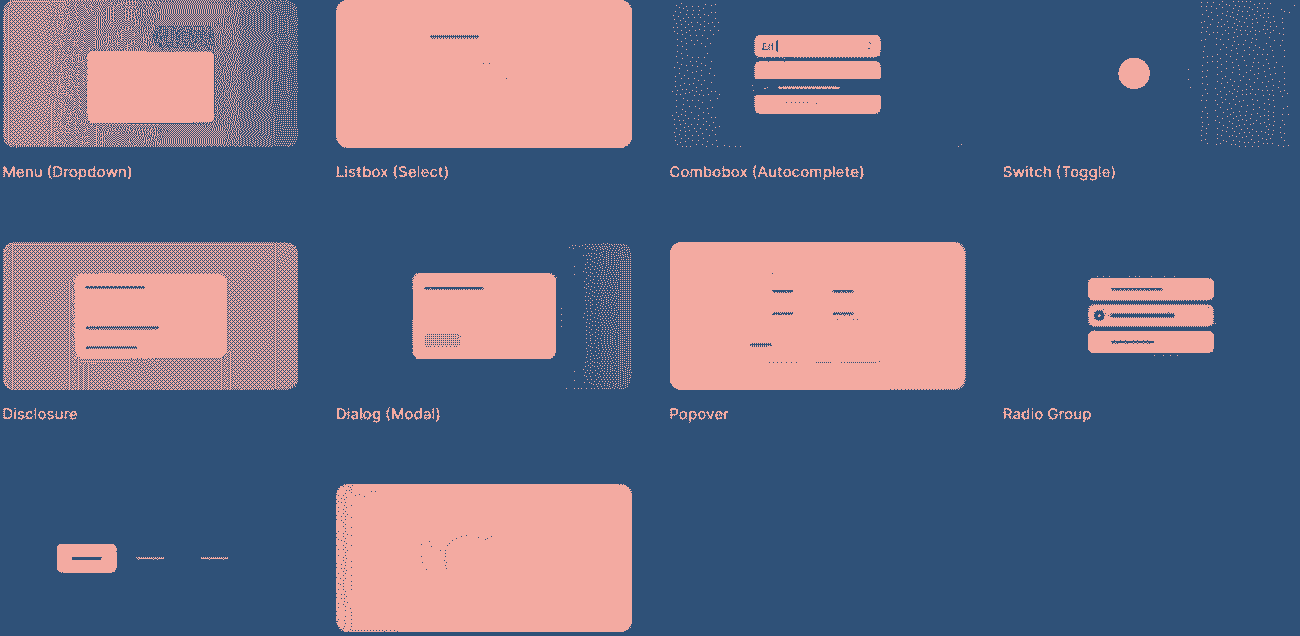 Menu (Dropdown)
Listbox (Select)
Combobox (Autocomplete)
Switch (Toggle)
Disclosure
Dialog (Modal)
Popover
Radio Group